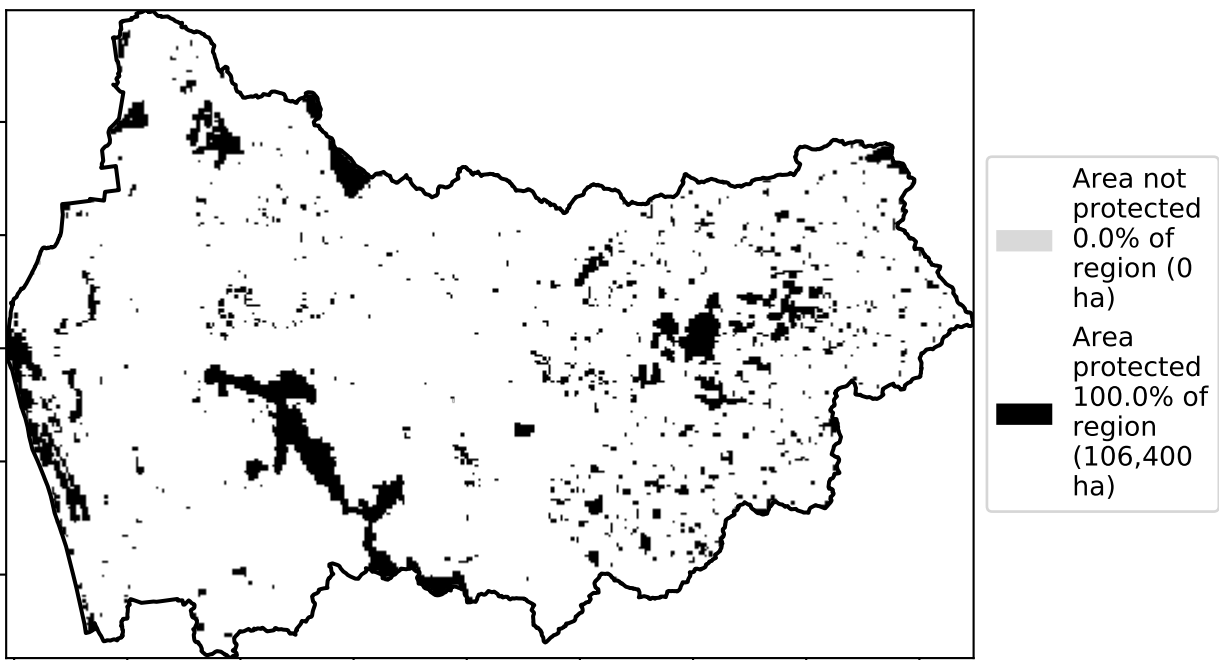 Area not
protected
0.0% of
region (0
ha)
Area
protected
100.0% of
region
(106,400
ha)